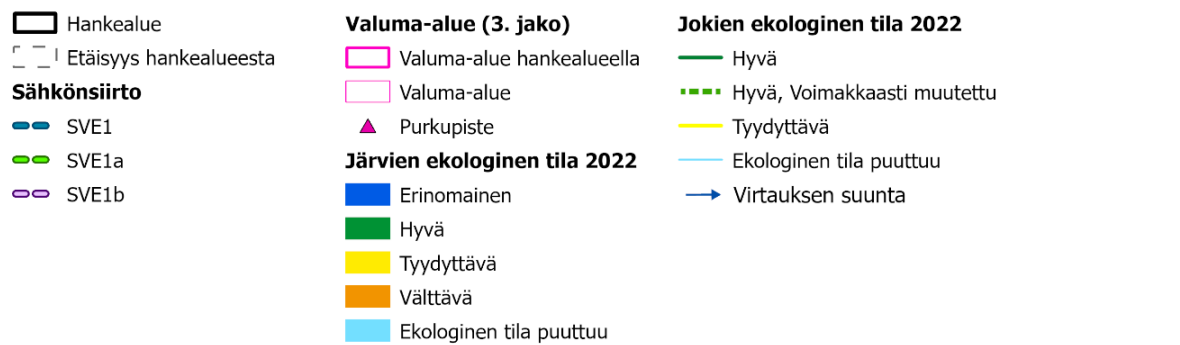 Hankealue
Etäisyys hankealueesta
Sähkönsiirto
SVE1
SVE1a
SVE1b
Valuma-alue (3. jako)
Valuma-alue hankealueella
Valuma-alue
Purkupiste
Järvien ekologinen tila 2022
Erinomainen
Hyvä
Tyydyttävä
Välttävä
Ekologinen tila puuttuu
Jokien ekologinen tila 2022
Hyvä
Hyvä, Voimakkaasti muutettu
Tyydyttävä
Ekologinen tila puuttuu
Virtauksen suunta